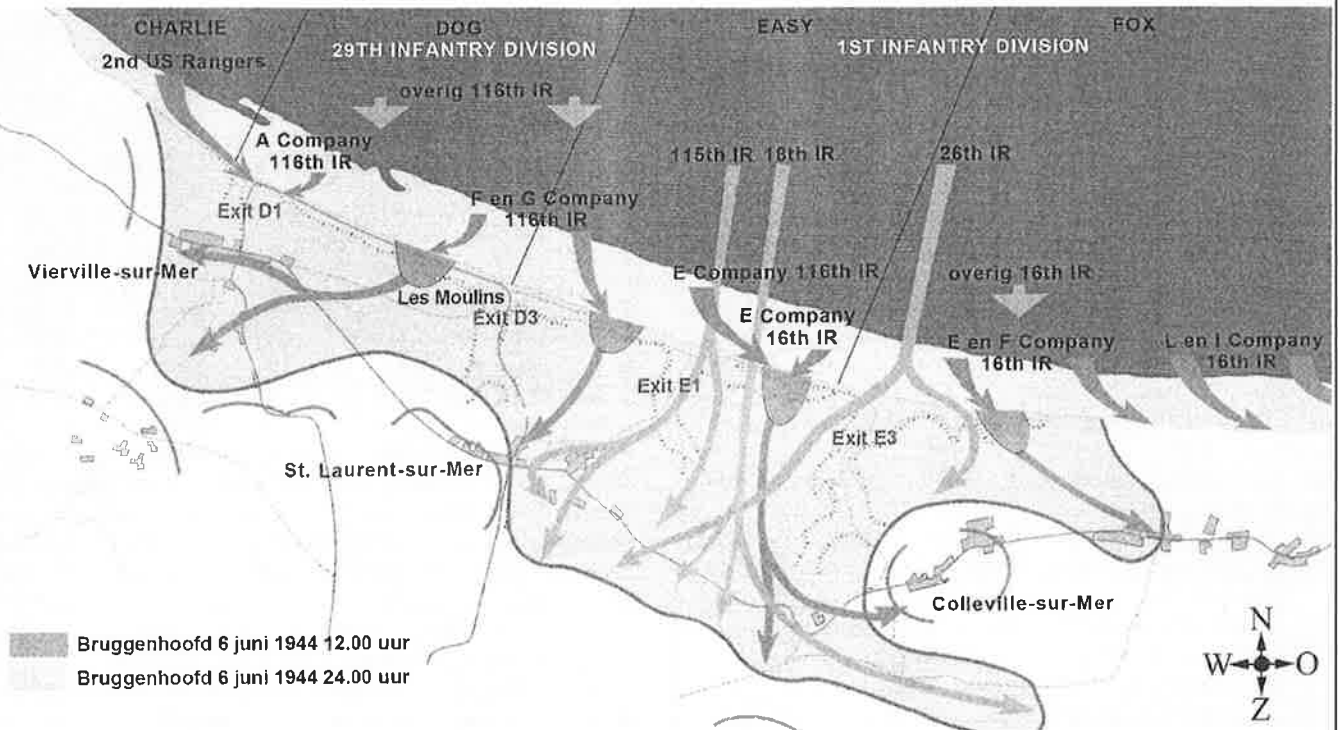 CHARLIE
DOG
EASY
FOX
29TH INFANTRY DIVISION
1ST INFANTRY DIVISION
2nd US Rangers
overig 116th IR
A Company
116th IR
115th IR
18th IR
26th IR
F en G Company
116th IR
Exit D1
Vierville-sur-Mer
Les Moulins
Exit D3
E Company 116th IR
overig 16th IR
E Company
16th IR
E en F Company
16th IR
L en I Company
16th IR
Exit E1
Exit E3
St. Laurent-sur-Mer
Colleville-sur-Mer
Bruggenhoofd 6 juni 1944 12.00 uur
Bruggenhoofd 6 juni 1944 24.00 uur
N
W
O
Z